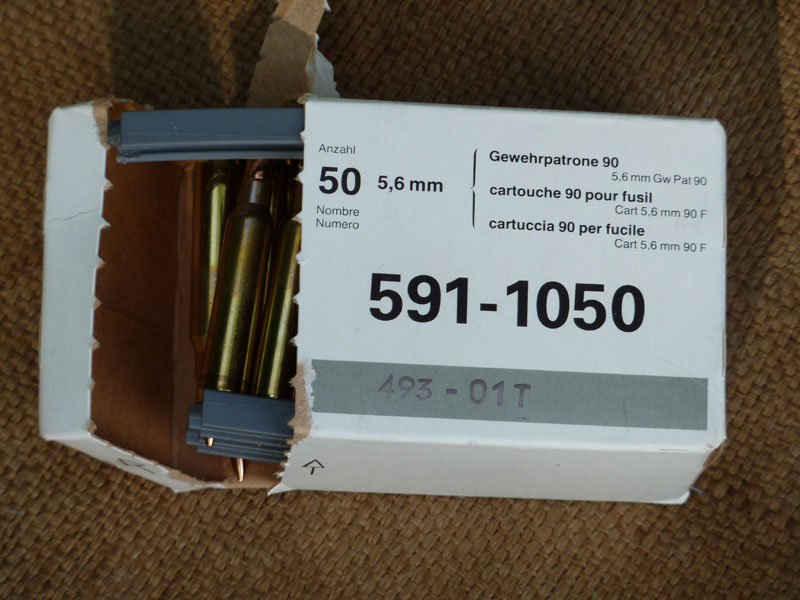 Anzahl
50 5,6 mm
Nombre
Numero
Gewehrpatrone 90
5,6 mm Gw Pat 90
cartouche 90 pour fusil
Cart 5,6 mm 90 F
cartuccia 90 per fucile
Cart 5,6 mm 90 F
591-1050
493-01T